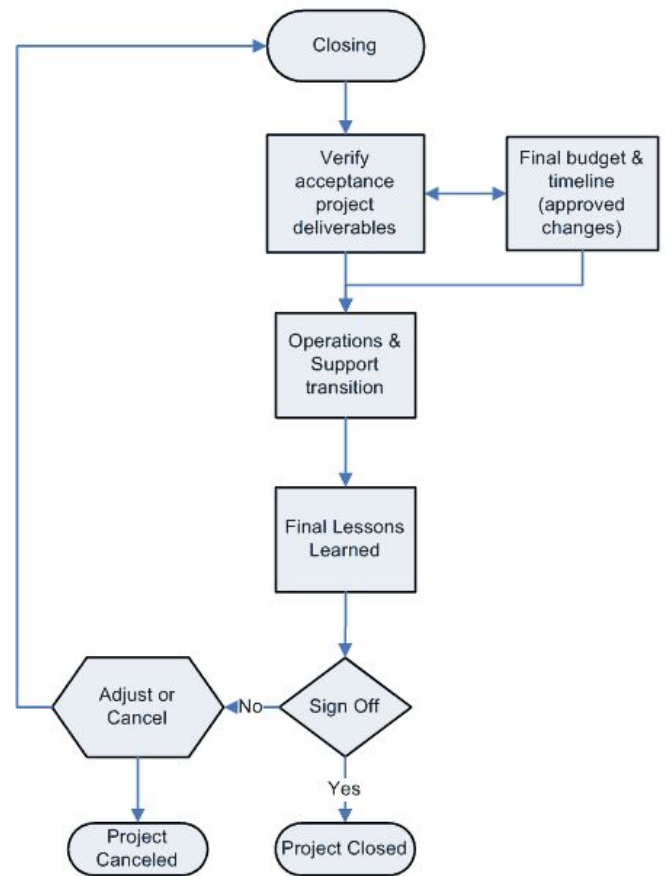 Closing
Verify
acceptance
project
deliverables
Final budget &
timeline
(approved
changes)
Operations &
Support
transition
Final Lessons
Learned
Adjust or
Cancel
No
Sign Off
Yes
Project
Canceled
Project Closed